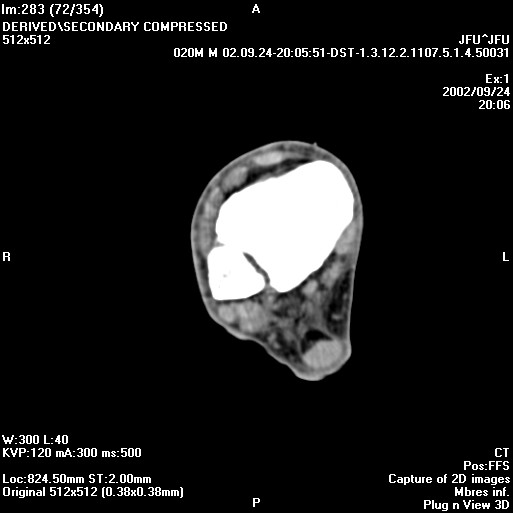 Im:283 (72/354)
A
DERIVED\SECONDARY COMPRESSED
512x512
JFU^JFU
020M M 02.09.24-20:05:51-DST-1.3.12.2.1107.5.1.4.50031
Ex:1
2002/09/24
20:06
R
L
W:300 L:40
KVP:120 mA:300 ms:500
CT
Pos:FFS
Loc:824.50mm ST:2.00mm
Capture of 2D images
Original 512x512 (0.38x0.38mm)
Mbres inf.
P
Plug n View 3D